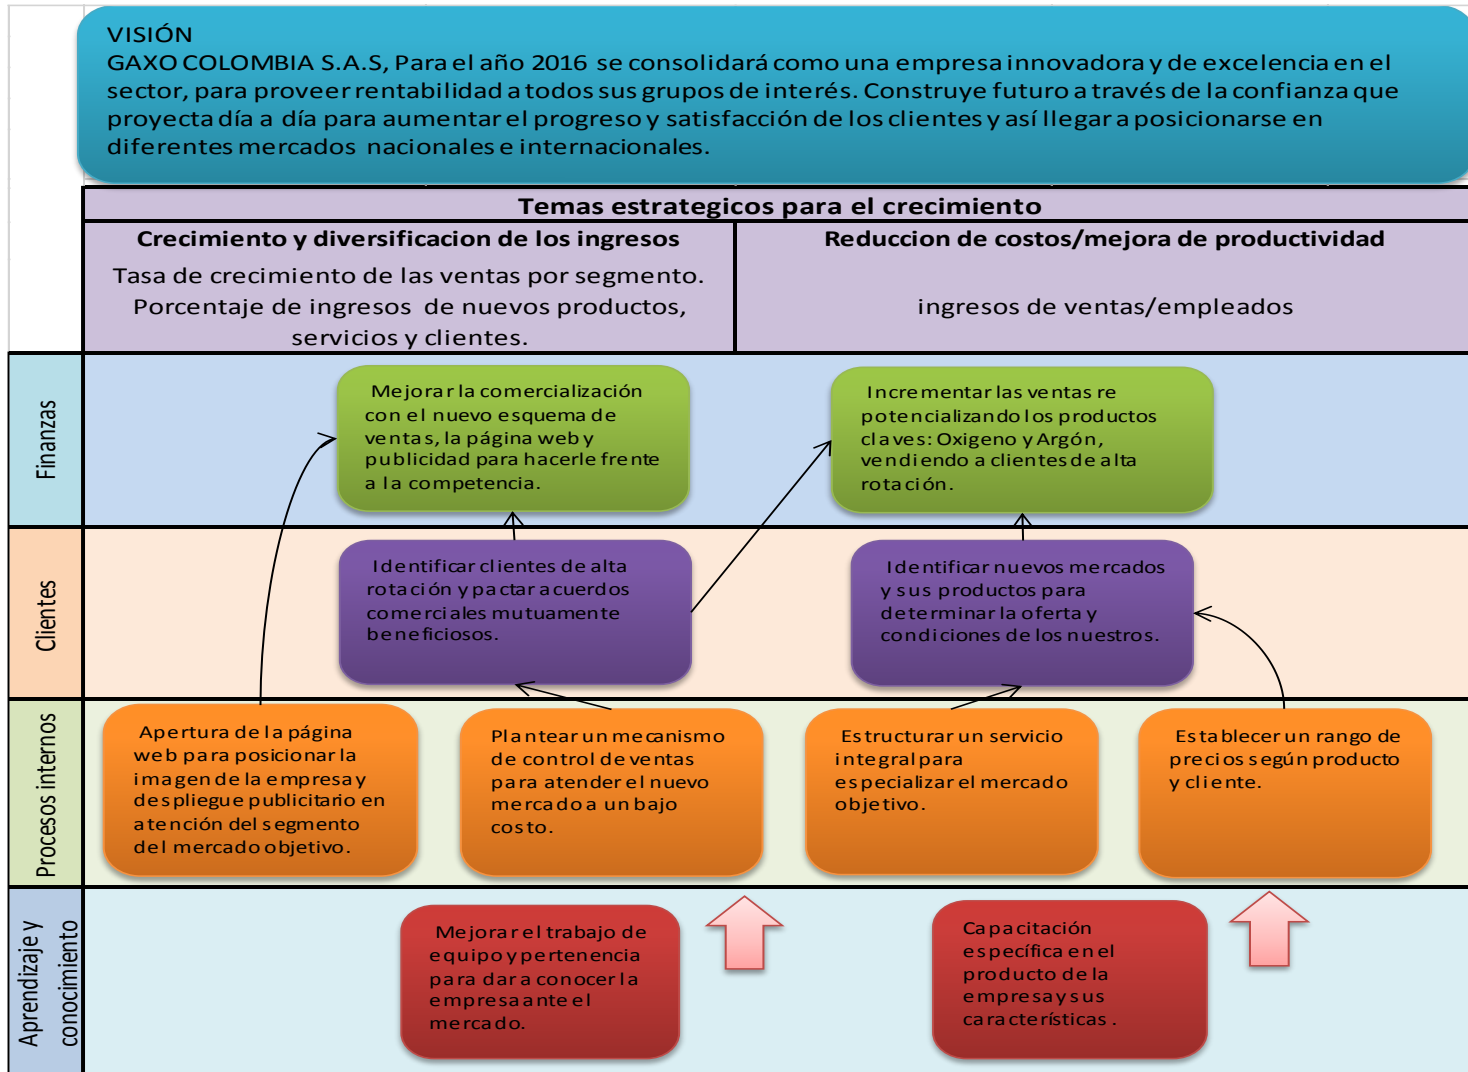 VISIÓN
GAXO COLOMBIA S.A.S, Para el año 2016 se consolidará como una empresa innovadora y de excelencia en el
sector, para proveer rentabilidad a todos sus grupos de interés. Construye futuro a través de la confianza que
proyecta día a día para aumentar el progreso y satisfacción de los clientes y así llegar a posicionarse en
diferentes mercados nacionales e internacionales.
Temas estrategicos para el crecimiento
Crecimiento y diversificacion de los ingresos
Tasa de crecimiento de las ventas por segmento.
Porcentaje de ingresos de nuevos productos,
servicios y clientes.
Reduccion de costos/mejora de productividad
ingresos de ventas/empleados
Finanzas
Mejorar la comercialización
con el nuevo esquema de
ventas, la página web y
publicidad para hacerle frente
a la competencia.
Incrementar las ventas re
potencializando los productos
claves: Oxigeno y Argón,
vendiendo a clientes de alta
rotación.
Clientes
Identificar clientes de alta
rotación y pactar acuerdos
comerciales mutuamente
beneficiosos.
Identificar nuevos mercados
y sus productos para
determinar la oferta y
condiciones de los nuestros.
Procesos internos
Apertura de la página
web para posicionar la
imagen de la empresa y
despliegue publicitario en
atención del segmento
del mercado objetivo.
Plantear un mecanismo
de control de ventas
para atender el nuevo
mercado a un bajo
costo.
Estructurar un servicio
integral para
especializar el mercado
objetivo.
Establecer un rango de
precios según producto
y cliente.
Aprendizaje y
conocimiento
Mejorar el trabajo de
equipo y pertenencia
para dar a conocer la
empresa ante el
mercado.
Capacitación
específica en el
producto de la
empresa y sus
características.